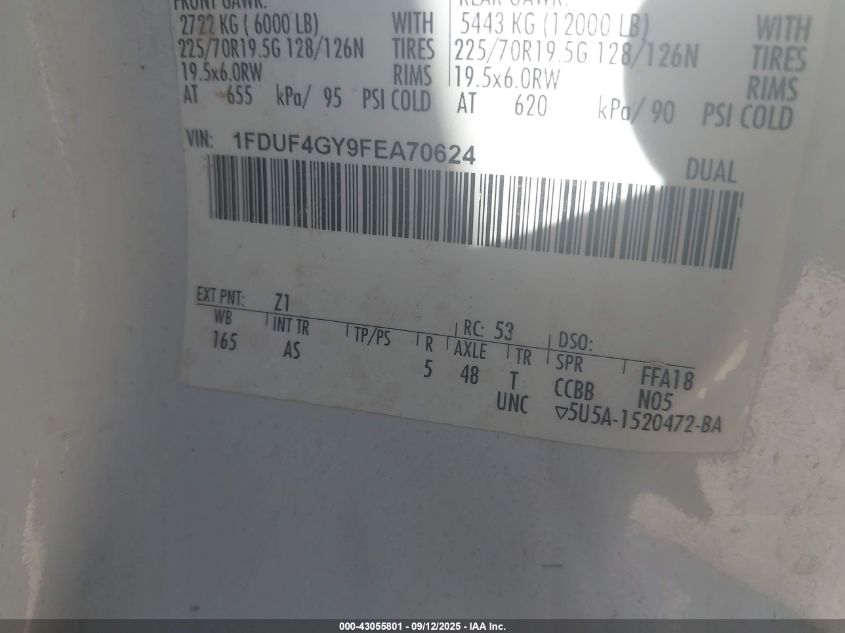 FRONT GAWR: REAR GAWR:
2722 KG ( 6000 LB) WITH 5443 KG (12000 LB) WITH
225/70R19.5G 128/126N TIRES 225/70R19.5G 128/126N TIRES
19.5x6.0RW RIMS 19.5x6.0RW RIMS
AT 655 kPa/ 95 PSI COLD AT 620 kPa/ 90 PSI COLD
VIN: 1FDUF4GY9FEA70624
DUAL
EXT PNT: Z1 RC: 53 DSO:
WB INT TR TP/PS R AXLE TR SPR FFA18
165 AS 5 48 T CCBB N05
UNC ▽5U5A-1520472-BA
000-43055801 - 09/12/2025 - IAA Inc.